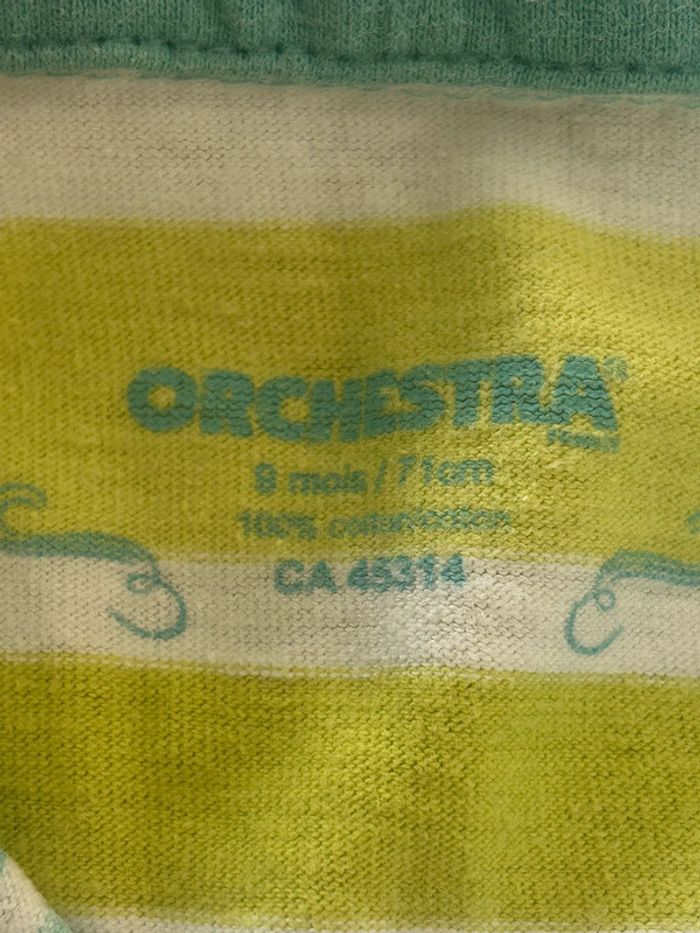 ORCHESTRA®
9 mois / 71cm
100% coton/cotton
CA 45314